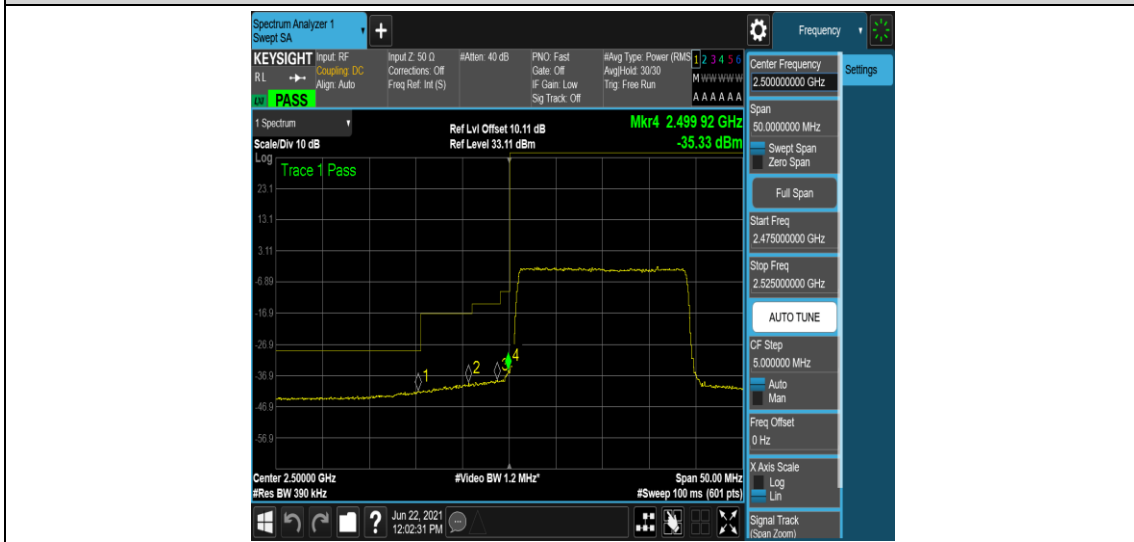 Spectrum Analyzer 1
Swept SA
+
Frequency
KEYSIGHT
Input: RF
Coupling: DC
Align: Auto
Input Z: 50 Ω
Corrections: Off
Freq Ref: Int (S)
#Atten: 40 dB
PNO: Fast
Gate: Off
IF Gain: Low
Sig Track: Off
#Avg Type: Power (RMS
Avg|Hold: 30/30
Trig: Free Run
1 2 3 4 5 6
M W W W W W
A A A A A A
R L
LXI
PASS
1 Spectrum
Scale/Div 10 dB
Ref Lvl Offset 10.11 dB
Ref Level 33.11 dBm
Mkr4 2.499 92 GHz
-35.33 dBm
Log
Trace 1 Pass
23.1
13.1
3.11
-6.89
-16.9
-26.9
-36.9
-46.9
-56.9
1
2
3
4
Center 2.50000 GHz
#Video BW 1.2 MHz*
Span 50.00 MHz
#Res BW 390 kHz
#Sweep 100 ms (601 pts)
?
Jun 22, 2021
12:02:31 PM
Center Frequency
2.500000000 GHz
Settings
Span
50.0000000 MHz
Swept Span
Zero Span
Full Span
Start Freq
2.475000000 GHz
Stop Freq
2.525000000 GHz
AUTO TUNE
CF Step
5.000000 MHz
Auto
Man
Freq Offset
0 Hz
X Axis Scale
Log
Lin
Signal Track
(Span Zoom)